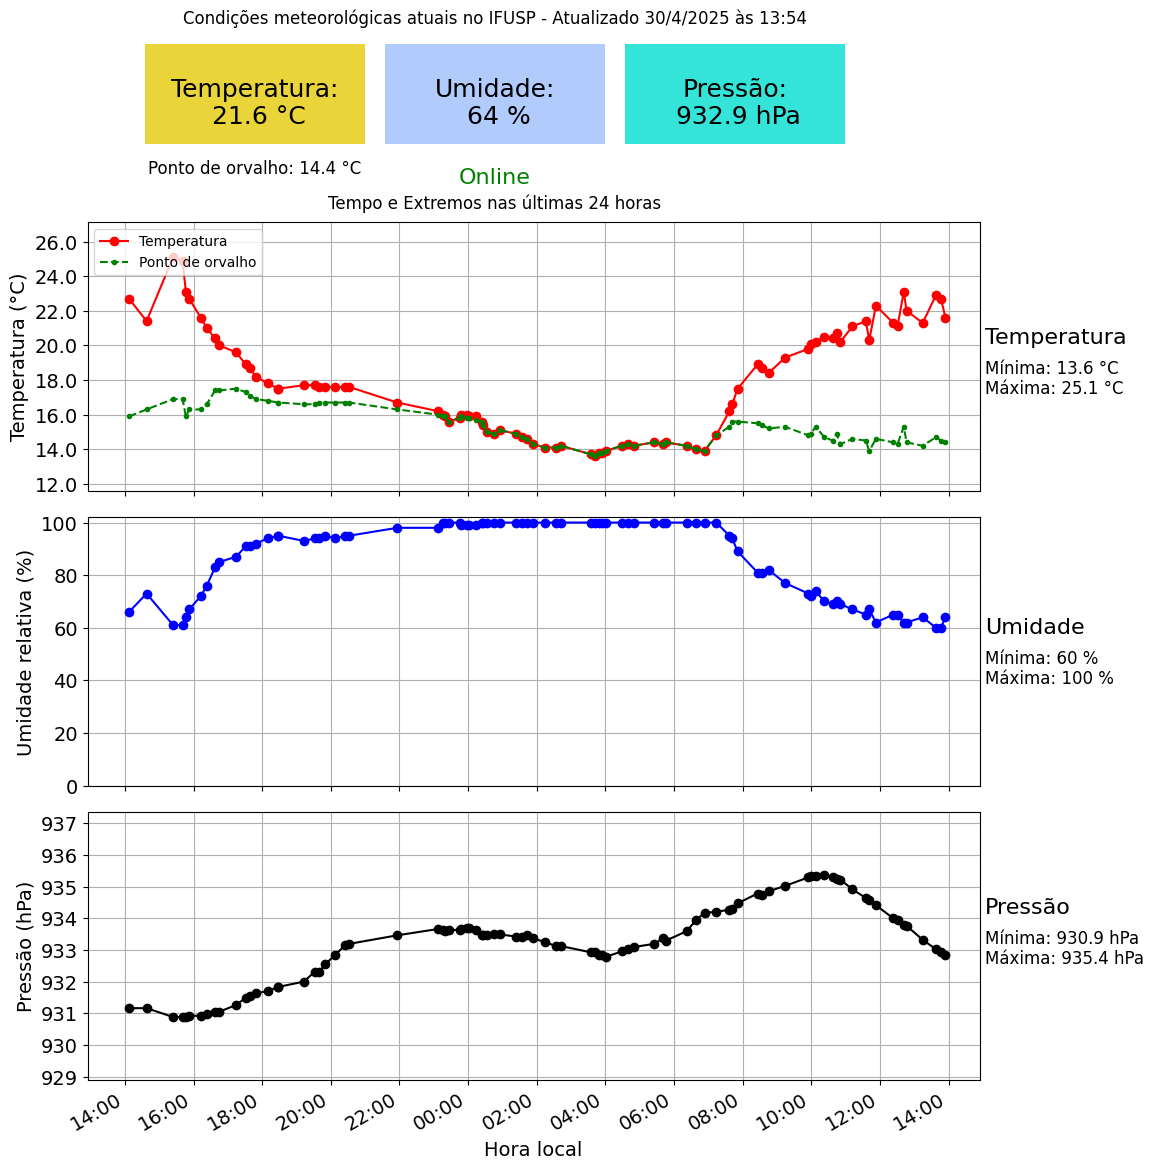 Condições meteorológicas atuais no IFUSP - Atualizado 30/4/2025 às 13:54
Temperatura:
21.6 °C
Umidade:
64 %
Pressão:
932.9 hPa
Ponto de orvalho: 14.4 °C
Online
Tempo e Extremos nas últimas 24 horas
Temperatura (°C)
26.0
24.0
22.0
20.0
18.0
16.0
14.0
12.0
Temperatura
Ponto de orvalho
Temperatura
Mínima: 13.6 °C
Máxima: 25.1 °C
Umidade relativa (%)
100
80
60
40
20
0
Umidade
Mínima: 60 %
Máxima: 100 %
Pressão (hPa)
937
936
935
934
933
932
931
930
929
Pressão
Mínima: 930.9 hPa
Máxima: 935.4 hPa
14:00 16:00 18:00 20:00 22:00 00:00 02:00 04:00 06:00 08:00 10:00 12:00 14:00
Hora local